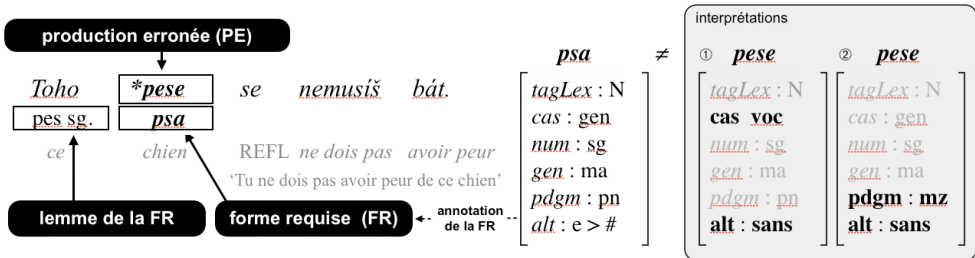 production erronée (PE)
interprétations
psa ≠ ① pese ② pese
Toho *pese se nemusíš bát.
pes sg. psa
ce chien REFL ne dois pas avoir peur
‘Tu ne dois pas avoir peur de ce chien’
lemme de la FR forme requise (FR) annotation de la FR
tagLex : N
cas : gen
num : sg
gen : ma
pdgm : pn
alt : e > #
tagLex : N
cas voc
num : sg
gen : ma
pdgm : pn
alt : sans
tagLex : N
cas : gen
num : sg
gen : ma
pdgm : mz
alt : sans